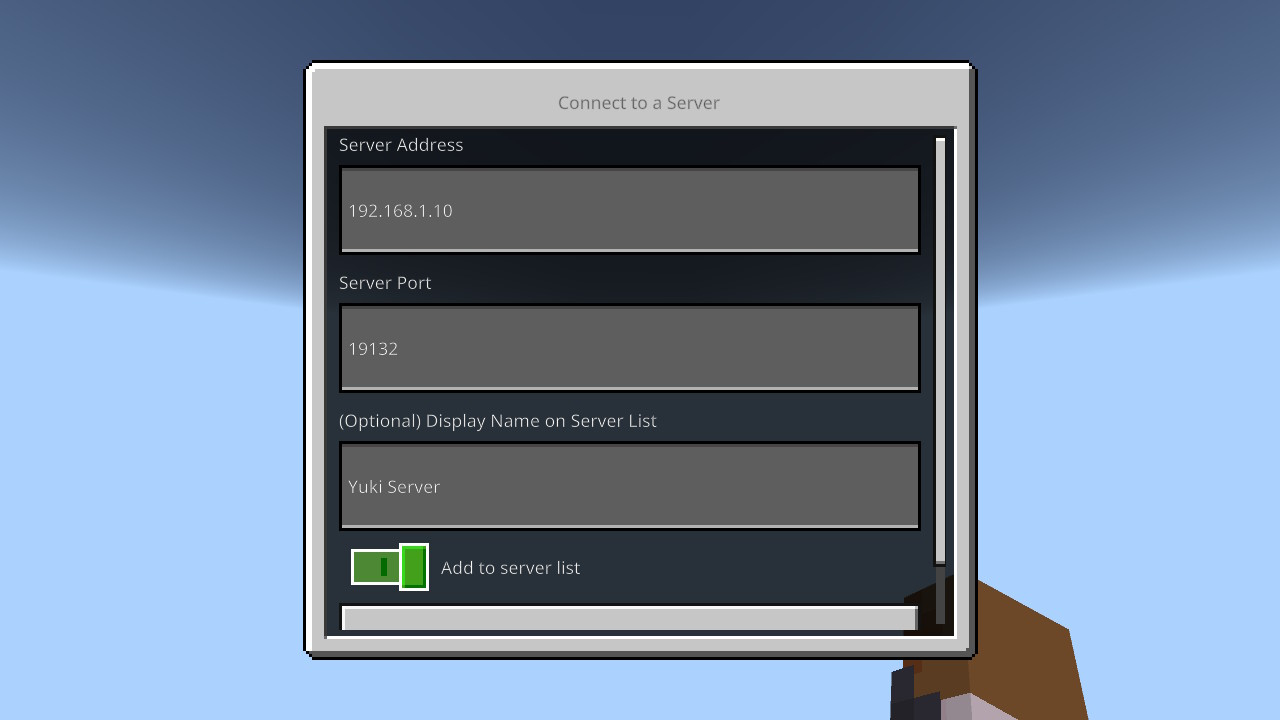 Connect to a Server
Server Address
192.168.1.10
Server Port
19132
(Optional) Display Name on Server List
Yuki Server
Add to server list